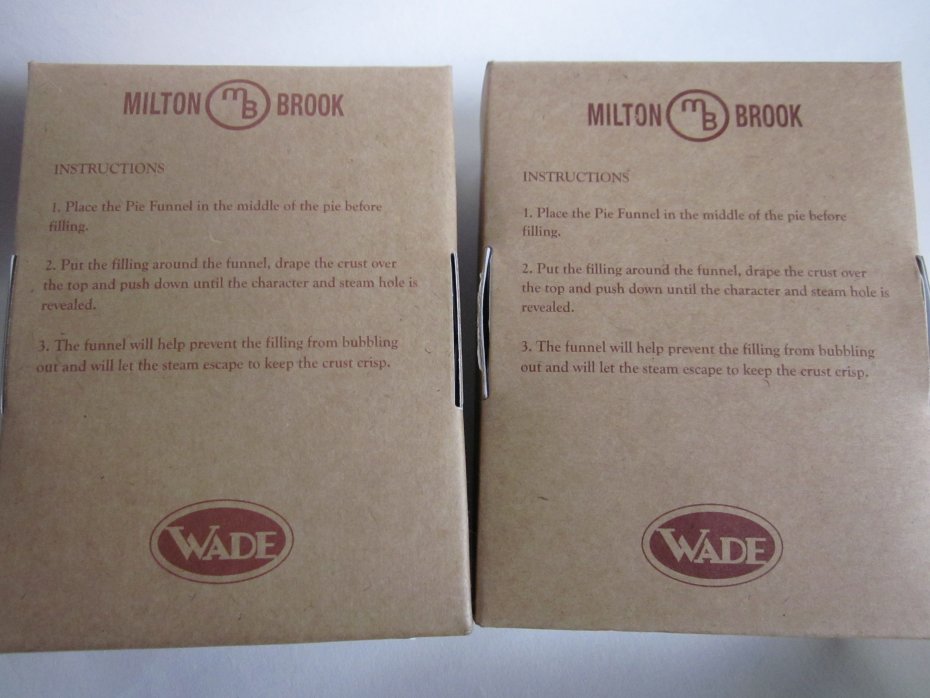 MILTON MB BROOK
INSTRUCTIONS
1. Place the Pie Funnel in the middle of the pie before
filling.
2. Put the filling around the funnel, drape the crust over
the top and push down until the character and steam hole is
revealed.
3. The funnel will help prevent the filling from bubbling
out and will let the steam escape to keep the crust crisp.
WADE
MILTON MB BROOK
INSTRUCTIONS
1. Place the Pie Funnel in the middle of the pie before
filling.
2. Put the filling around the funnel, drape the crust over
the top and push down until the character and steam hole is
revealed.
3. The funnel will help prevent the filling from bubbling
out and will let the steam escape to keep the crust crisp.
WADE